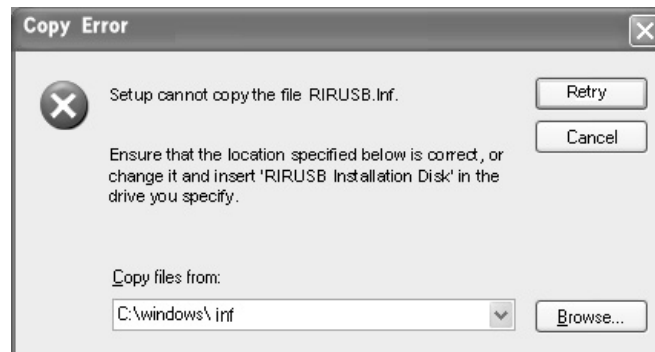 Copy Error
Setup cannot copy the file RIRUSB.Inf.
Retry
Cancel
Ensure that the location specified below is correct, or
change it and insert 'RIRUSB Installation Disk' in the
drive you specify.
Copy files from:
C:\windows\ inf
Browse...